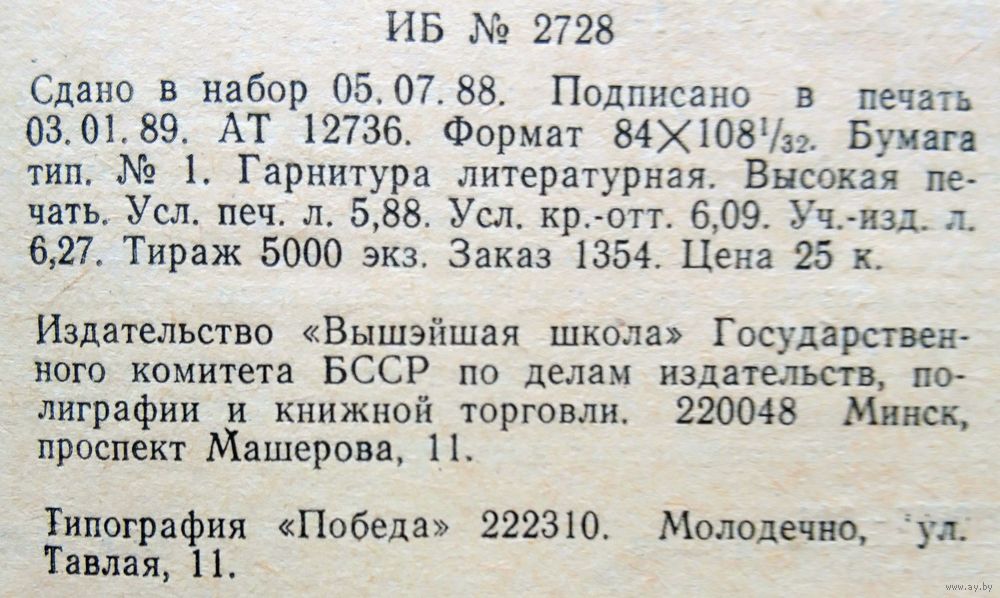 ИБ № 2728
Сдано в набор 05.07.88. Подписано в печать
03.01.89. АТ 12736. Формат 84×108¹/₃₂. Бумага
тип. № 1. Гарнитура литературная. Высокая пе-
чать. Усл. печ. л. 5,88. Усл. кр.-отт. 6,09. Уч.-изд. л.
6,27. Тираж 5000 экз. Заказ 1354. Цена 25 к.
Издательство «Вышэйшая школа» Государствен-
ного комитета БССР по делам издательств, по-
лиграфии и книжной торговли. 220048 Минск,
проспект Машерова, 11.
Типография «Победа» 222310. Молодечно, ул.
Тавлая, 11.
www.ay.by